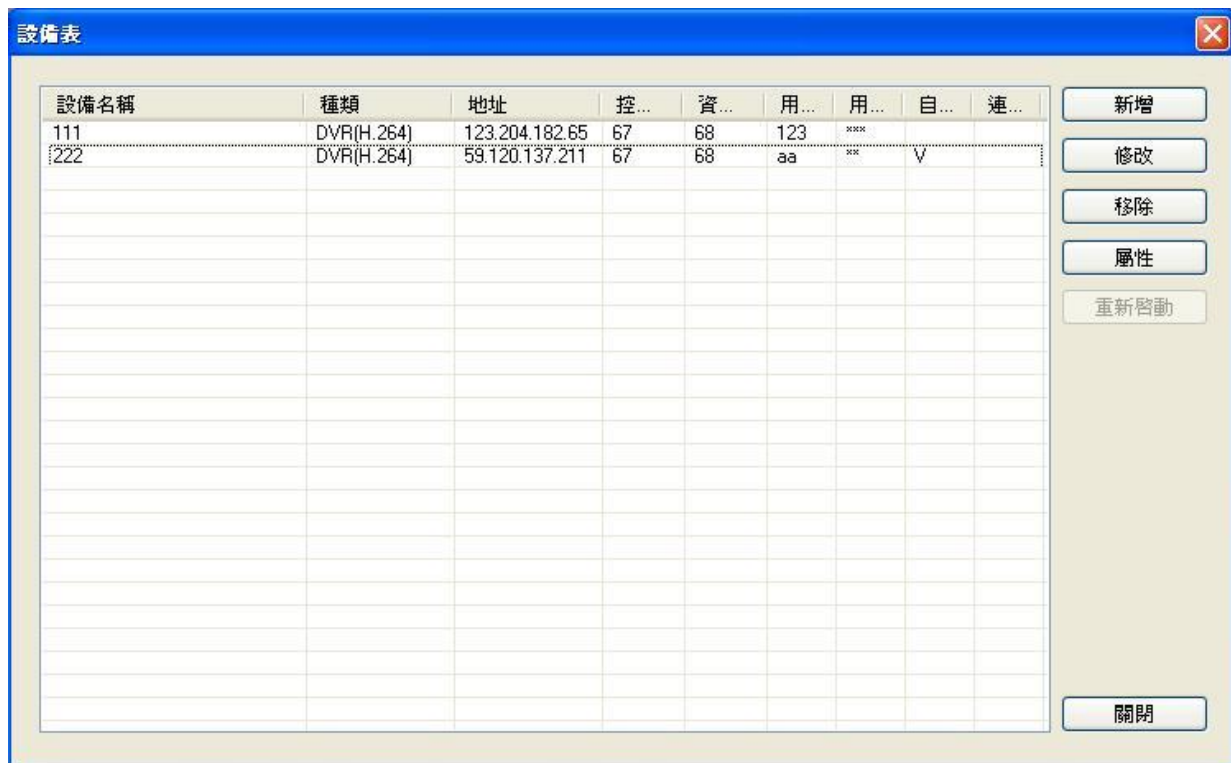 設備表
設備名稱 種類 地址 控... 資... 用... 用... 自... 連...
111 DVR(H.264) 123.204.182.65 67 68 123 ***
222 DVR(H.264) 59.120.137.211 67 68 aa ** V
新增
修改
移除
屬性
重新啓動
關閉